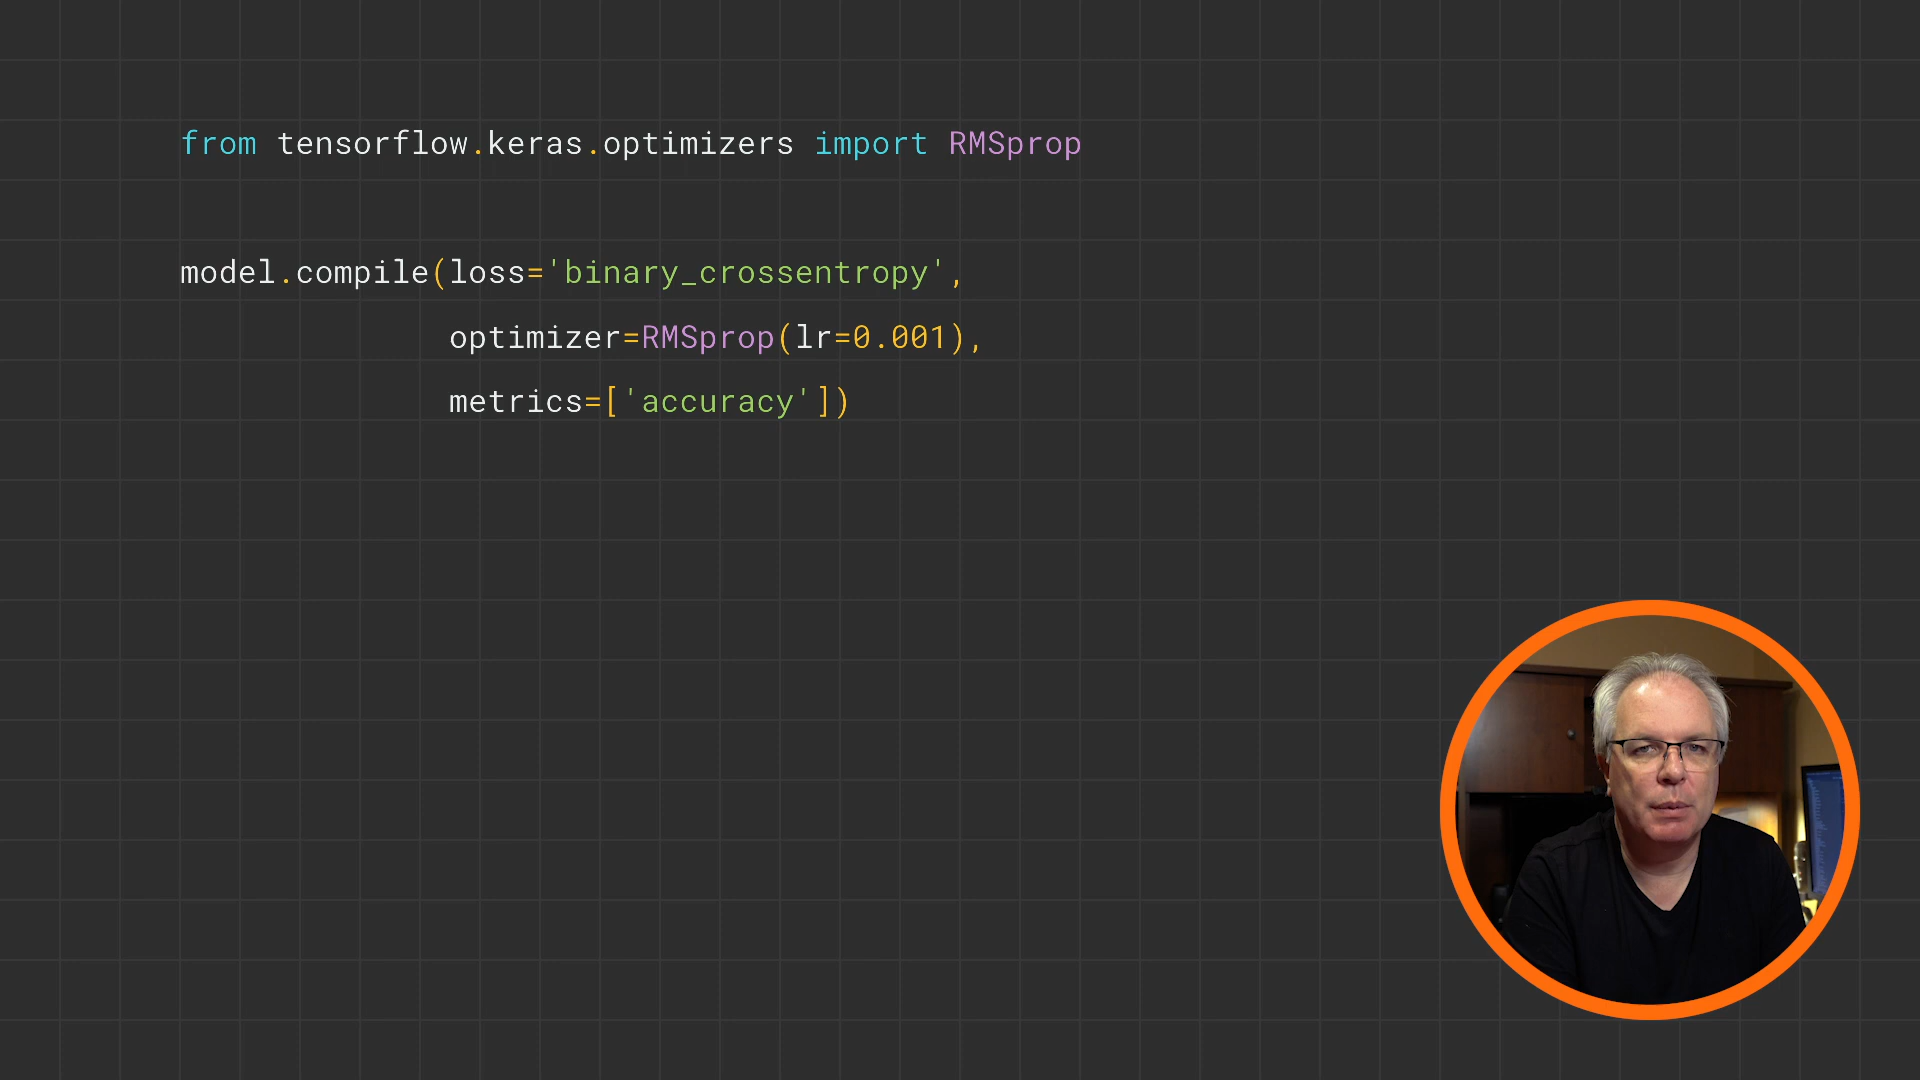 from tensorflow.keras.optimizers import RMSprop
model.compile(loss='binary_crossentropy',
optimizer=RMSprop(lr=0.001),
metrics=['accuracy'])